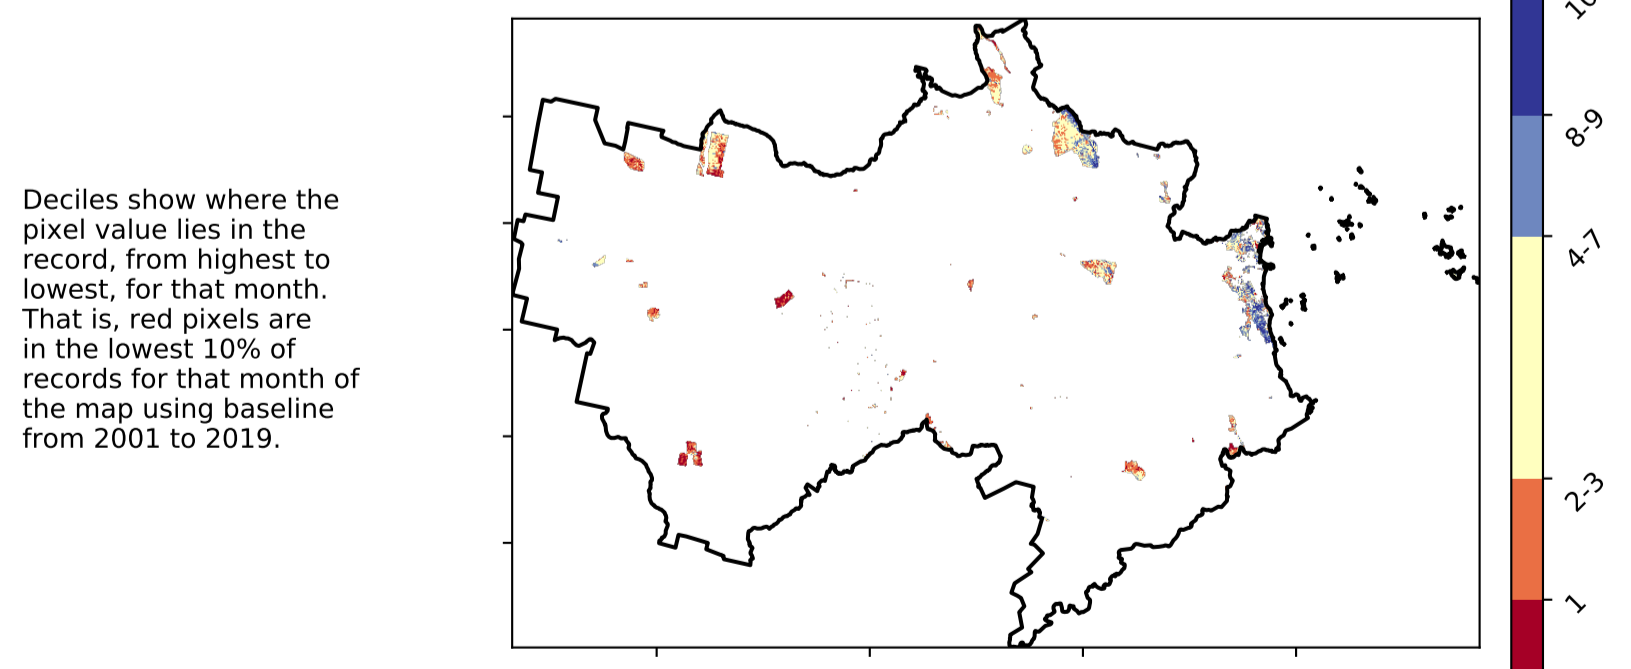 Deciles show where the
pixel value lies in the
record, from highest to
lowest, for that month.
That is, red pixels are
in the lowest 10% of
records for that month of
the map using baseline
from 2001 to 2019.
10
8-9
4-7
2-3
1